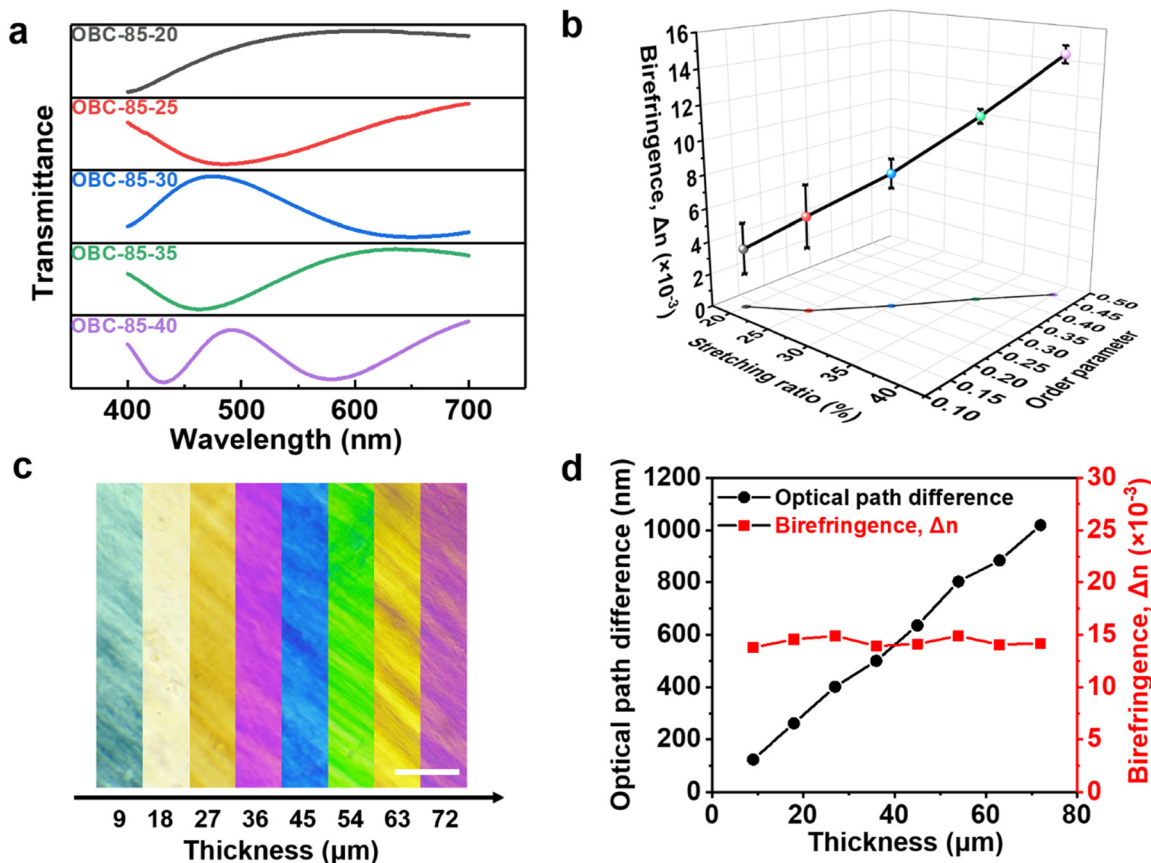 a
OBC-85-20
OBC-85-25
OBC-85-30
OBC-85-35
OBC-85-40
Transmittance
400 500 600 700
Wavelength (nm)
b
Birefringence, Δn (×10⁻³)
16
14
12
10
8
6
4
2
0
20 25 30 35 40
Stretching ratio (%)
0.10 0.15 0.20 0.25 0.30 0.35 0.40 0.45 0.50
Order parameter
c
9 18 27 36 45 54 63 72
Thickness (μm)
d
Optical path difference (nm)
1200
1000
800
600
400
200
0
Optical path difference
Birefringence, Δn
30
25
20
15
10
5
0
Birefringence, Δn (×10⁻³)
0 20 40 60 80
Thickness (μm)